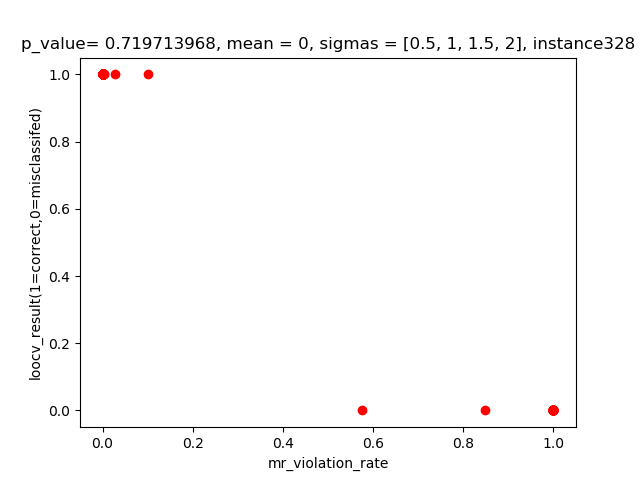 p_value= 0.719713968, mean = 0, sigmas = [0.5, 1, 1.5, 2], instance328
1.0
0.8
0.6
0.4
0.2
0.0
loocv_result(1=correct,0=misclassifed)
0.0 0.2 0.4 0.6 0.8 1.0
mr_violation_rate